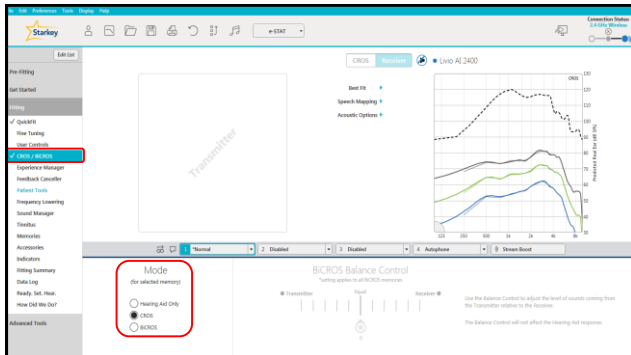 Edit Preferences Tools Display Help
Connection Status
2.4 GHz Wireless
Starkey
e-STAT
Edit List
Pre-Fitting
Get Started
Fitting
QuickFit
Fine Tuning
User Controls
CROS / BiCROS
Experience Manager
Feedback Canceller
Patient Tools
Frequency Lowering
Sound Manager
Tinnitus
Memories
Accessories
Indicators
Fitting Summary
Data Log
Ready. Set. Hear.
How Did We Do?
Advanced Tools
CROS Receiver Livio AI 2400
Best Fit
Speech Mapping
Acoustic Options
Transmitter
CROS
130
120
110
100
90
80
70
60
50
40
30
Predicted Real Ear (dB SPL)
125 250 500 1k 2k 4k 8k
1 *Normal 2 Disabled 3 Disabled 4 Autophone Stream Boost
Mode
(for selected memory)
Hearing Aid Only
CROS
BiCROS
BiCROS Balance Control
*setting applies to all BiCROS memories
Transmitter Equal Receiver
Use the Balance Control to adjust the level of sounds coming from
the Transmitter relative to the Receiver.
The Balance Control will not affect the Hearing Aid response.